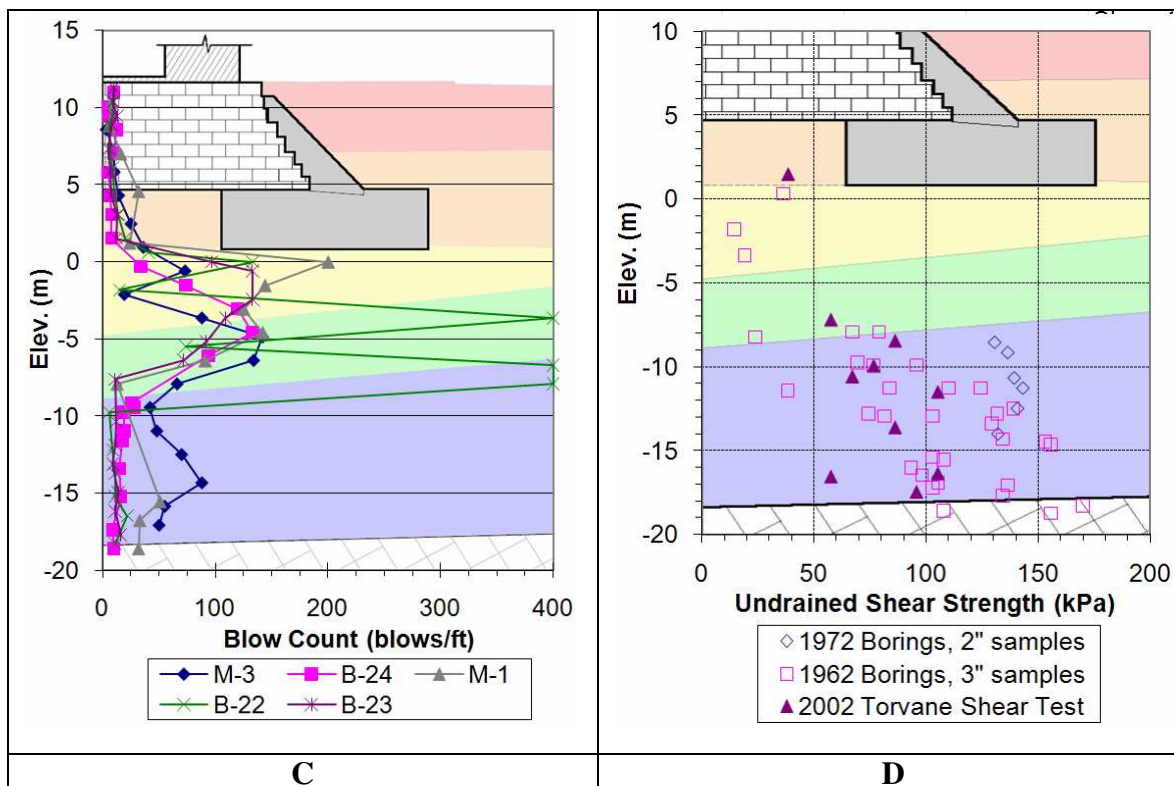 15
10
5
0
-5
-10
-15
-20
Elev. (m)
0 100 200 300 400
Blow Count (blows/ft)
M-3 B-24 M-1
B-22 B-23
C
10
5
0
-5
-10
-15
-20
Elev. (m)
0 50 100 150 200
Undrained Shear Strength (kPa)
1972 Borings, 2" samples
1962 Borings, 3" samples
2002 Torvane Shear Test
D